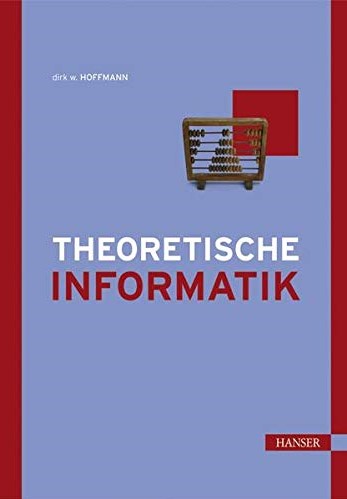 dirk w. HOFFMANN
THEORETISCHE
INFORMATIK
HANSER